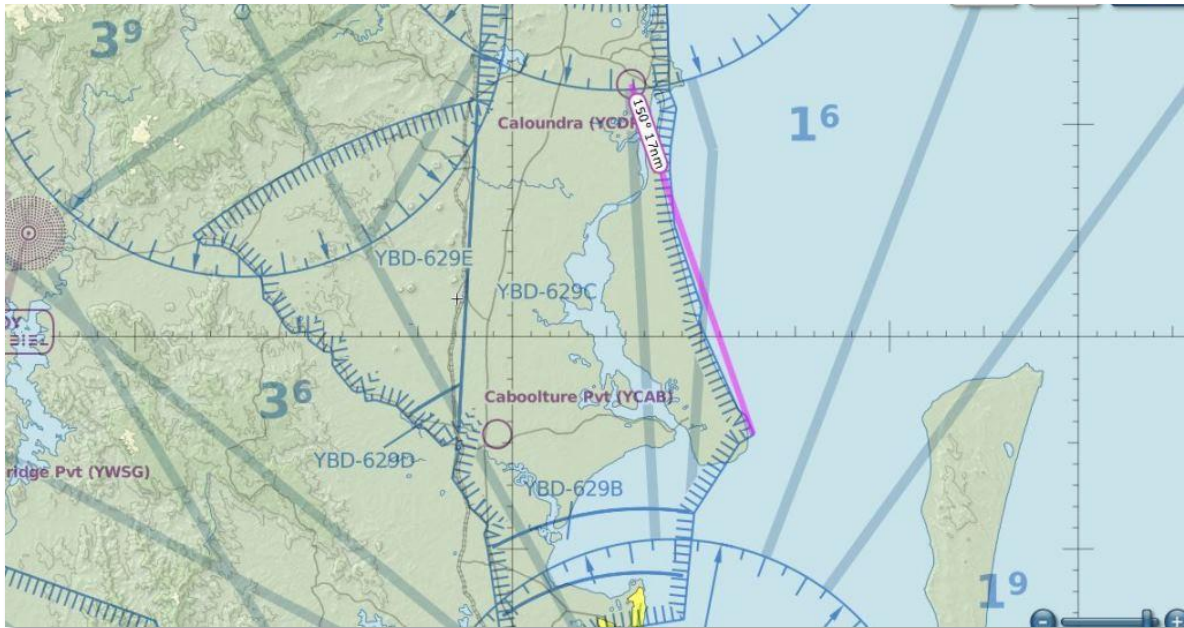 3⁹
1⁶
Caloundra (YCDR
150° 17nm
YBD-629E
YBD-629C
3⁶
Caboolture Pvt (YCAB)
YBD-629D
ridge Pvt (YWSG)
YBD-629B
1⁹